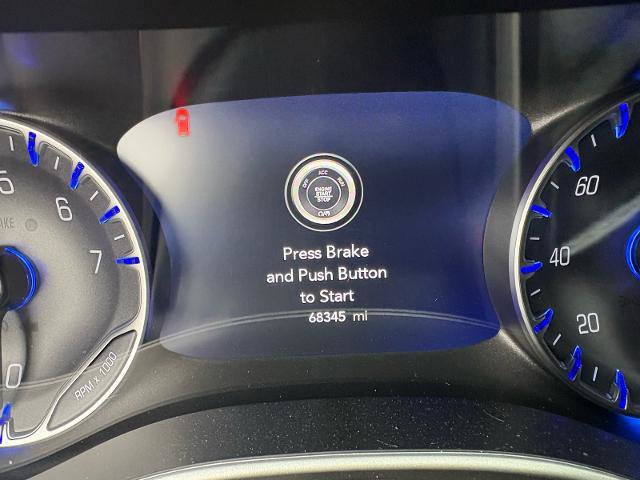 OFF ACC RUN
ENGINE
START
STOP
Press Brake
and Push Button
to Start
68345 mi
5
6
7
0
RPM x 1000
60
40
20